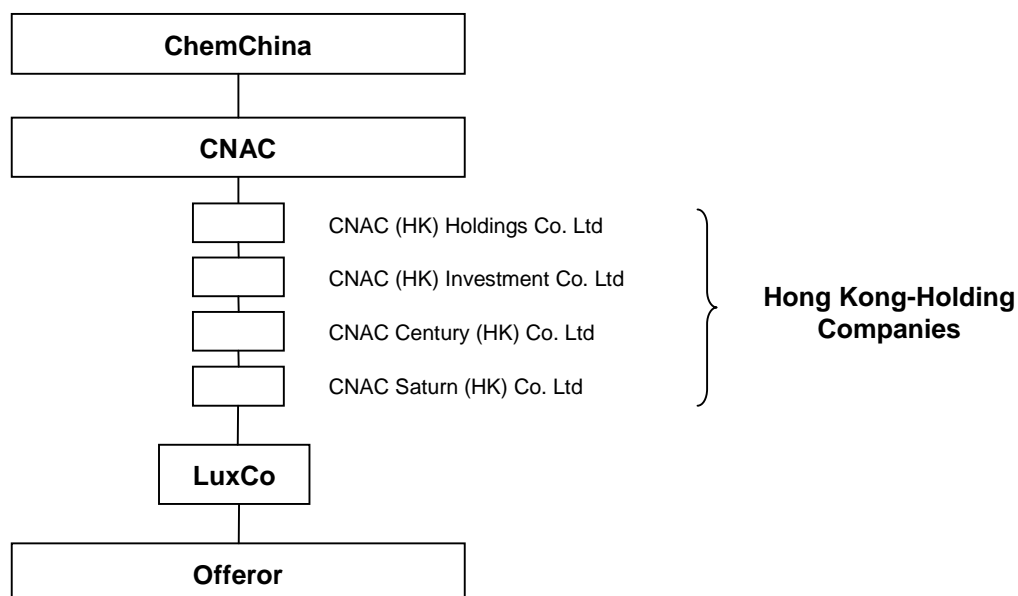 ChemChina
CNAC
CNAC (HK) Holdings Co. Ltd
CNAC (HK) Investment Co. Ltd
CNAC Century (HK) Co. Ltd
CNAC Saturn (HK) Co. Ltd
Hong Kong-Holding
Companies
LuxCo
Offeror